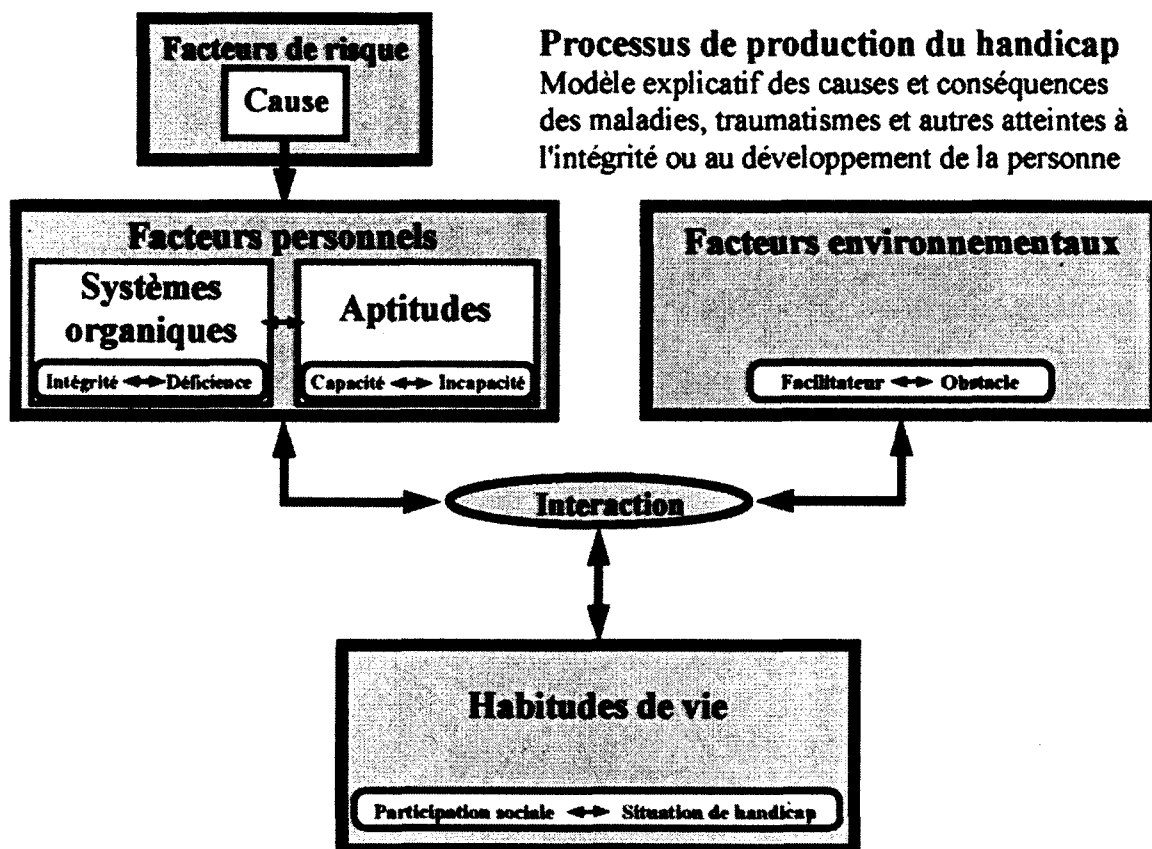 Facteurs de risque
Cause
Processus de production du handicap
Modèle explicatif des causes et conséquences
des maladies, traumatismes et autres atteintes à
l'intégrité ou au développement de la personne
Facteurs personnels
Systèmes
organiques
Intégrité Déficience
Aptitudes
Capacité Incapacité
Facteurs environnementaux
Facilitateur Obstacle
Interaction
Habitudes de vie
Participation sociale Situation de handicap